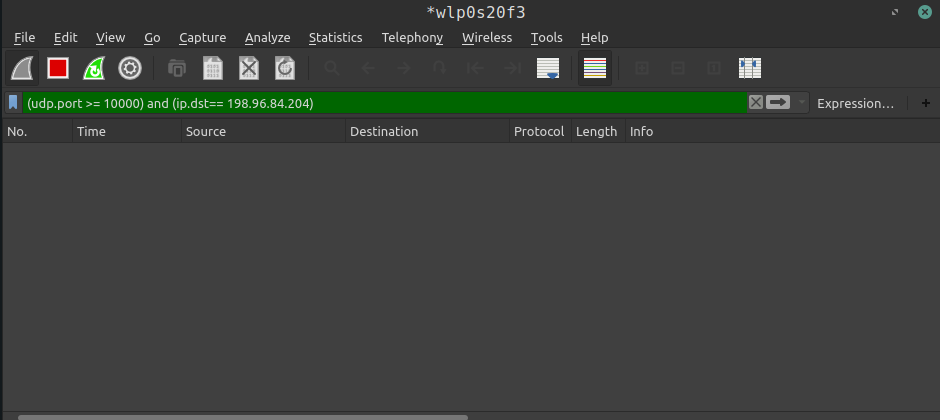 *wlp0s20f3
File Edit View Go Capture Analyze Statistics Telephony Wireless Tools Help
(udp.port >= 10000) and (ip.dst== 198.96.84.204) Expression… +
No. Time Source Destination Protocol Length Info